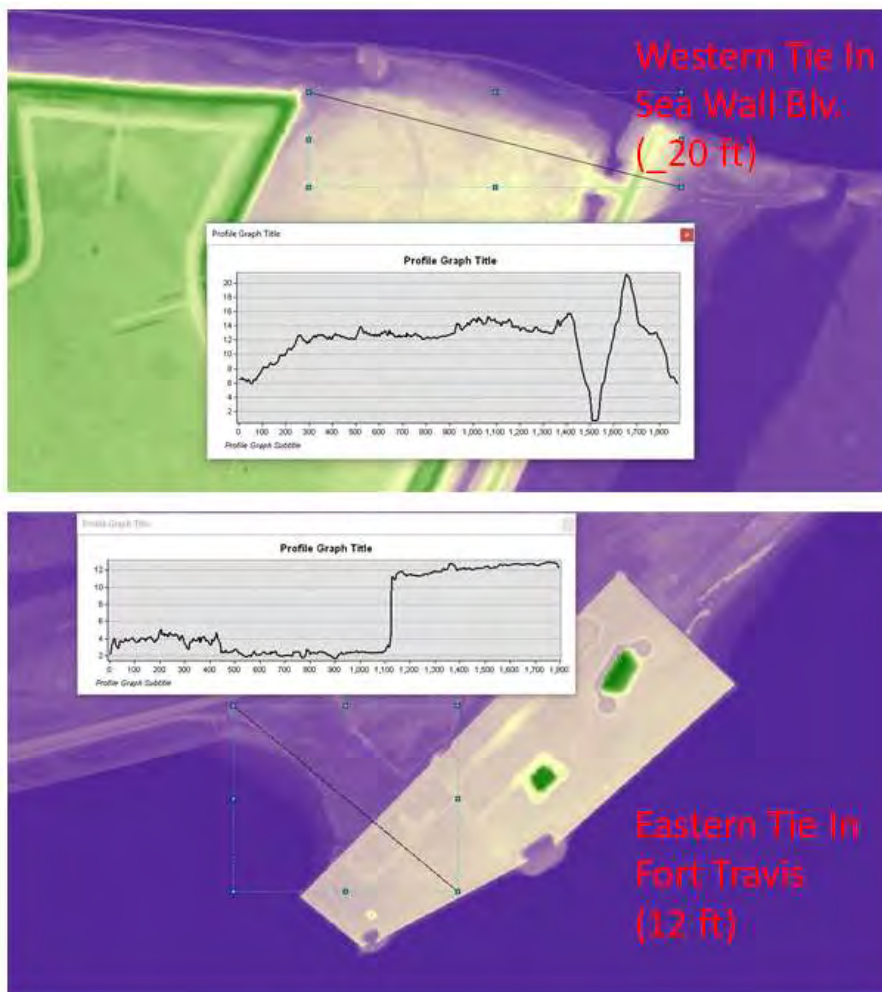 Western Tie In
Sea Wall Blv.
(_20 ft)
Profile Graph Title
Profile Graph Title
20
18
16
14
12
10
8
6
4
2
0 100 200 300 400 500 600 700 800 900 1,000 1,100 1,200 1,300 1,400 1,500 1,600 1,700 1,800
Profile Graph Subtitle
Profile Graph Title
Profile Graph Title
12
10
8
6
4
2
0 100 200 300 400 500 600 700 800 900 1,000 1,100 1,200 1,300 1,400 1,500 1,600 1,700 1,800
Profile Graph Subtitle
Eastern Tie In
Fort Travis
(12 ft)